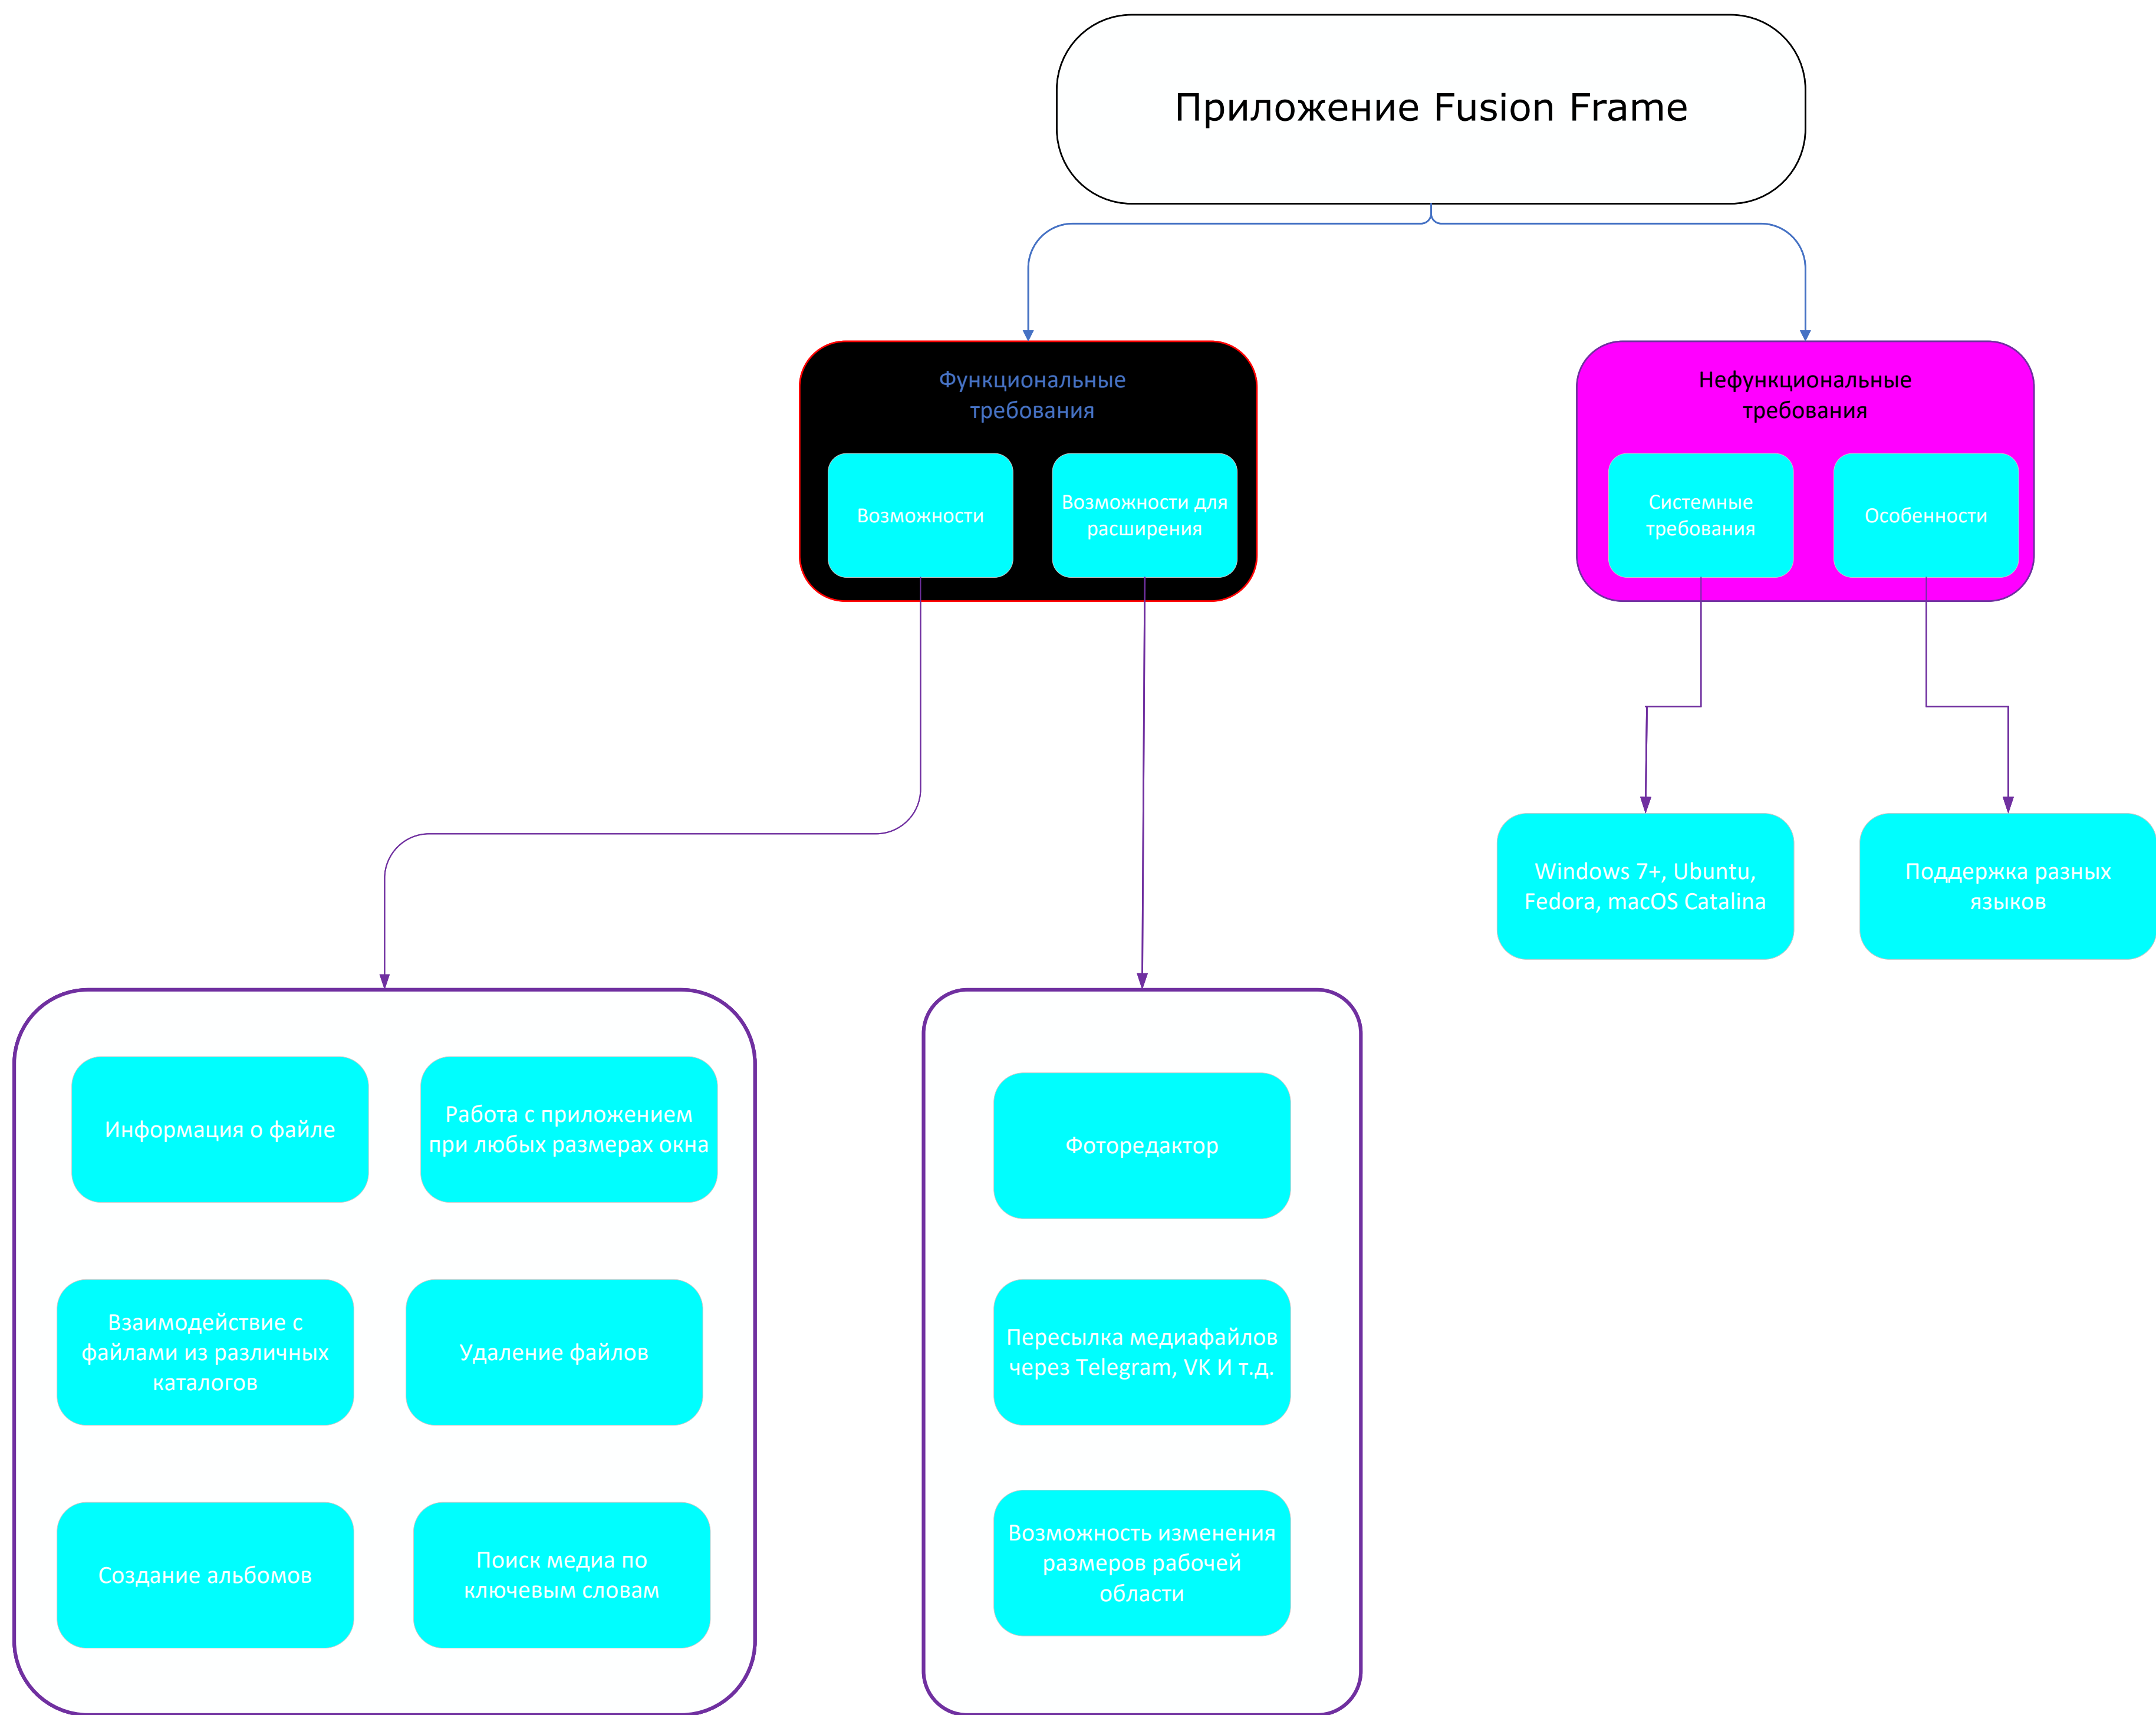 Приложение Fusion Frame
Функциональные
требования
Возможности
Возможности для
расширения
Нефункциональные
требования
Системные
требования
Особенности
Windows 7+, Ubuntu,
Fedora, macOS Catalina
Поддержка разных
языков
Информация о файле
Работа с приложением
при любых размерах окна
Взаимодействие с
файлами из различных
каталогов
Удаление файлов
Создание альбомов
Поиск медиа по
ключевым словам
Фоторедактор
Пересылка медиафайлов
через Telegram, VK И т.д.
Возможность изменения
размеров рабочей
области